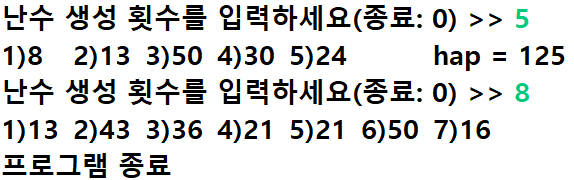 난수 생성 횟수를 입력하세요(종료: 0) >> 5
1)8 2)13 3)50 4)30 5)24 hap = 125
난수 생성 횟수를 입력하세요(종료: 0) >> 8
1)13 2)43 3)36 4)21 5)21 6)50 7)16
프로그램 종료